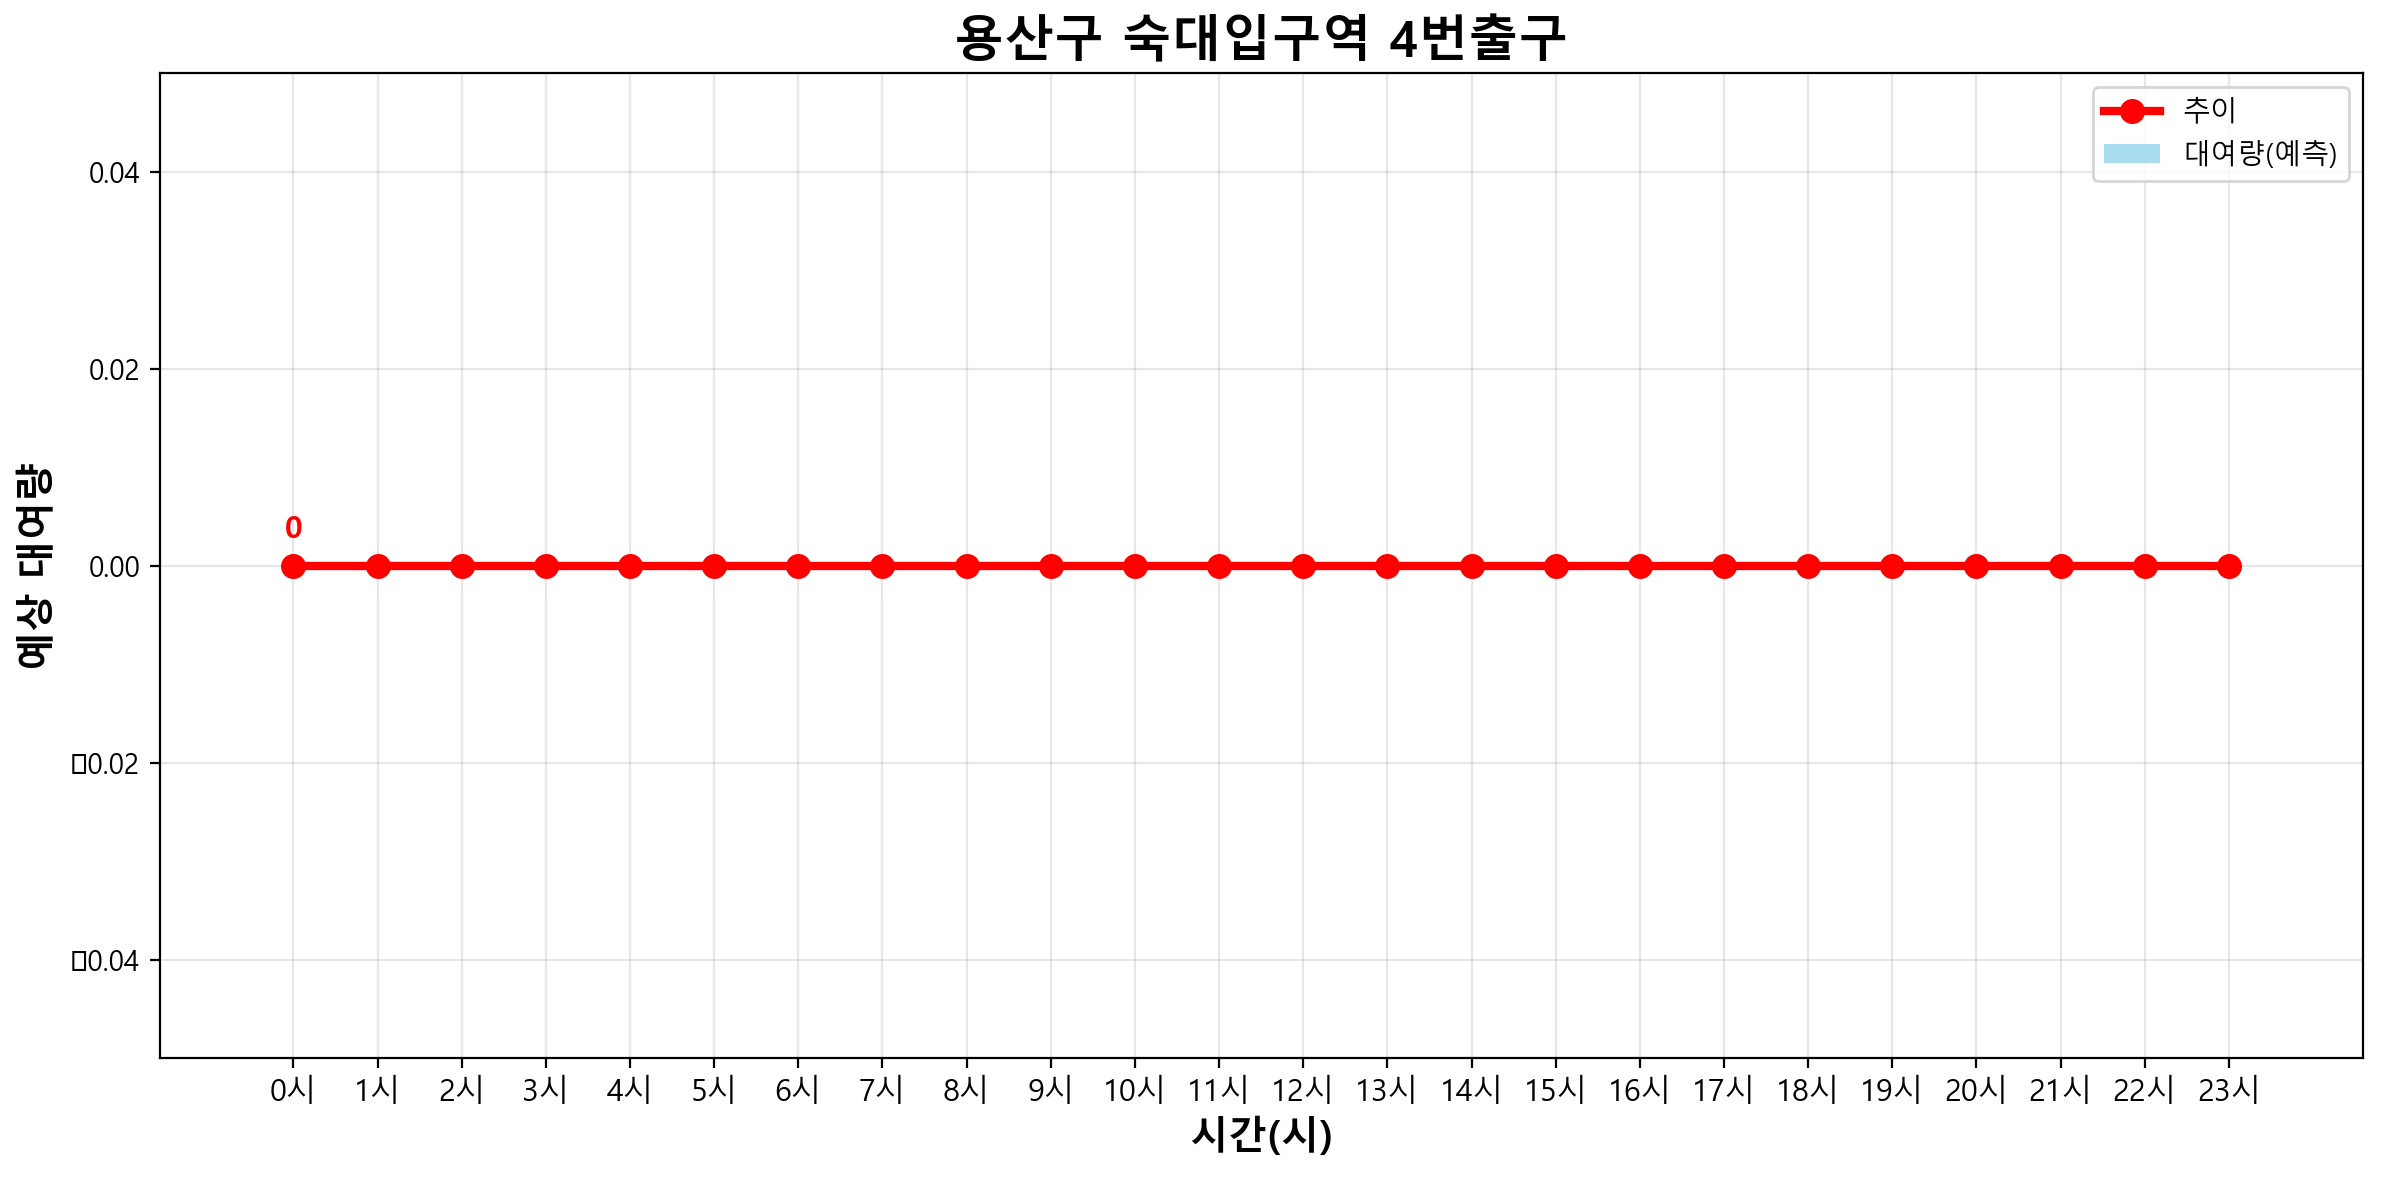 용산구 숙대입구역 4번출구
추이
대여량(예측)
예상 대여량
0.04
0.02
0.00
□0.02
□0.04
0
0시 1시 2시 3시 4시 5시 6시 7시 8시 9시 10시 11시 12시 13시 14시 15시 16시 17시 18시 19시 20시 21시 22시 23시
시간(시)